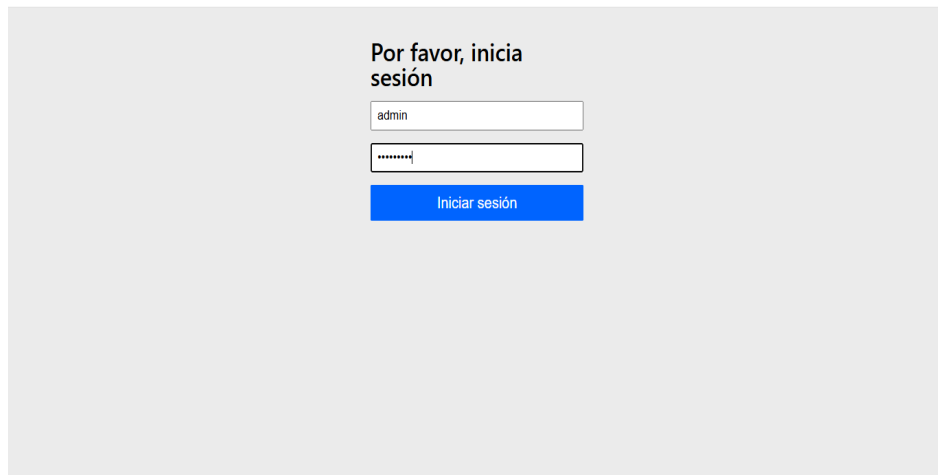 Por favor, inicia
sesión
admin
•••••••••
Iniciar sesión